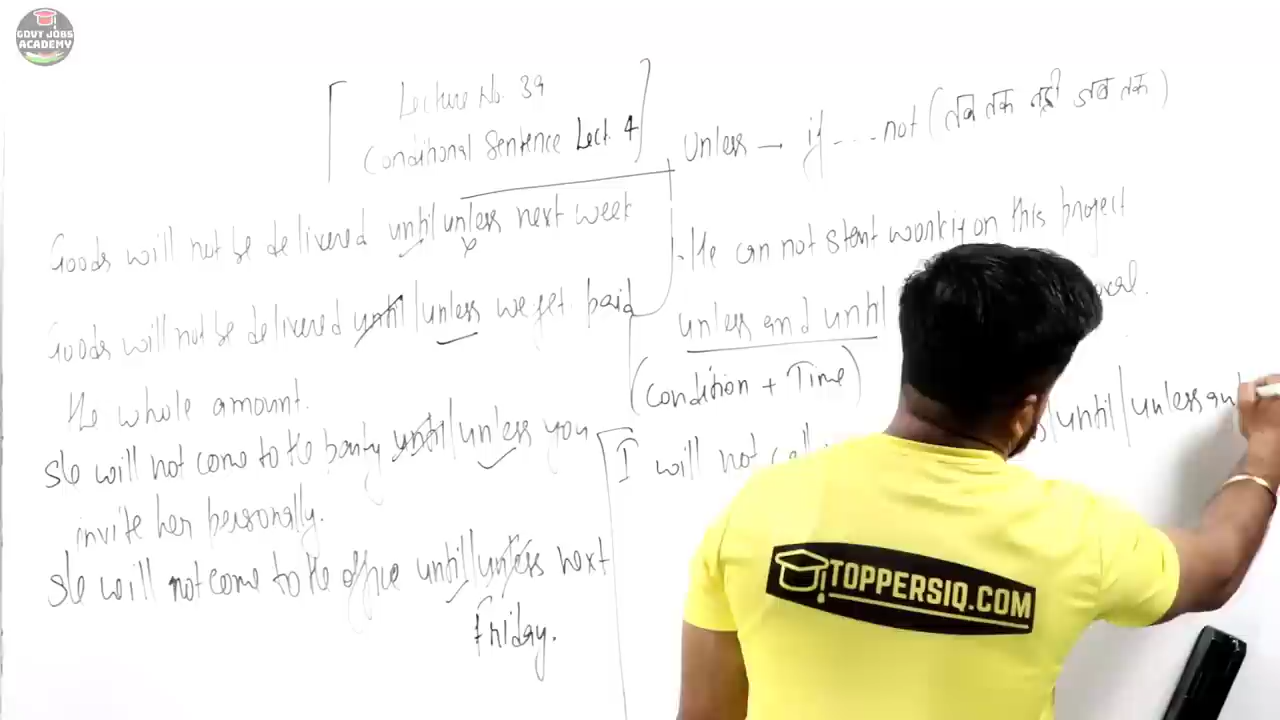 GOVT JOBS
ACADEMY
Lecture No. 39
Conditional Sentence Lect. 4
Goods will not be delivered until/unless next week
Goods will not be delivered until/unless we get paid
the whole amount.
She will not come to the party until/unless you
invite her personally.
She will not come to the office until/unless next
Friday.
Unless → if ... not (तब तक नहीं जब तक)
He can not start workig on this project
unless and until
(Condition + Time)
I will not call
until/unless an
TOPPERSIQ.COM